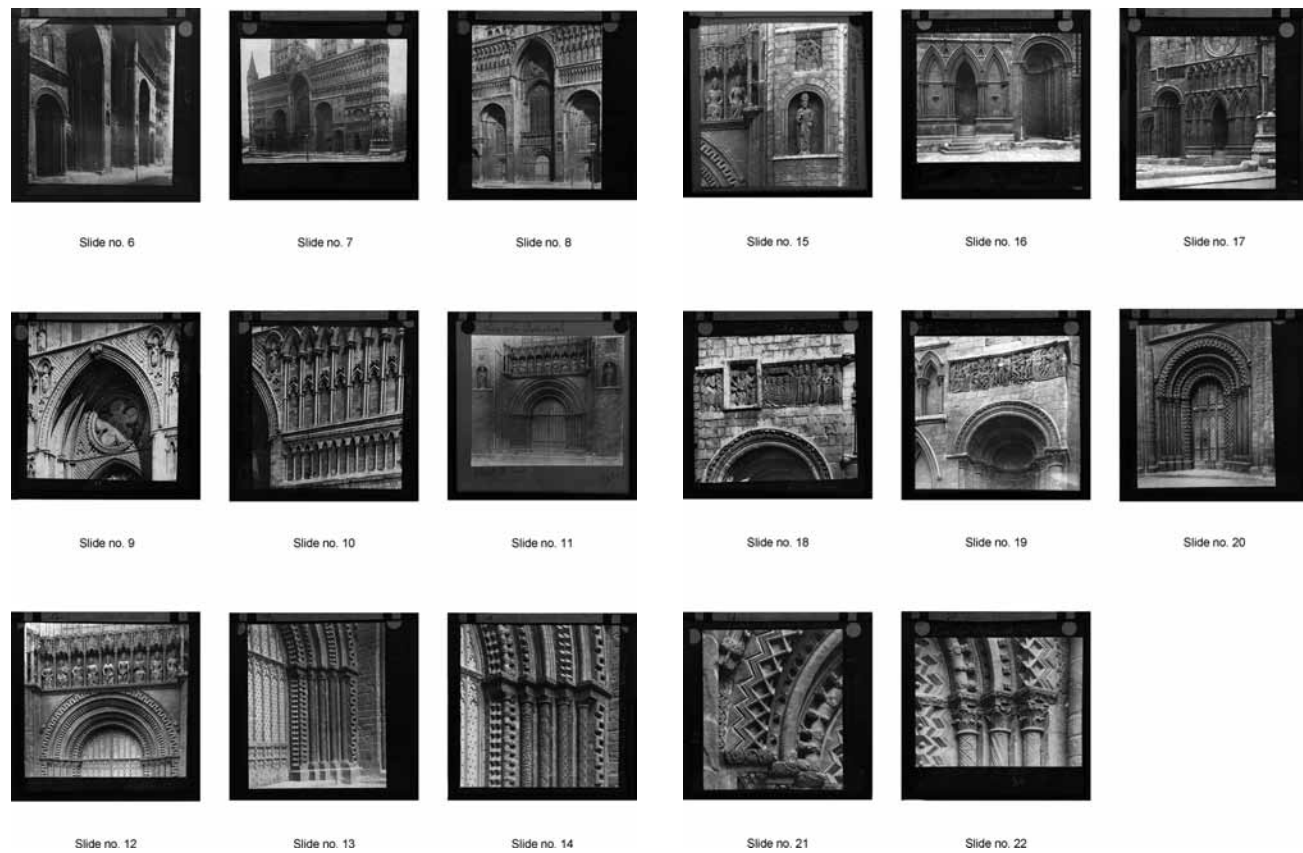 Slide no. 6
Slide no. 7
Slide no. 8
Slide no. 9
Slide no. 10
Slide no. 11
Slide no. 12
Slide no. 13
Slide no. 14
Slide no. 15
Slide no. 16
Slide no. 17
Slide no. 18
Slide no. 19
Slide no. 20
Slide no. 21
Slide no. 22